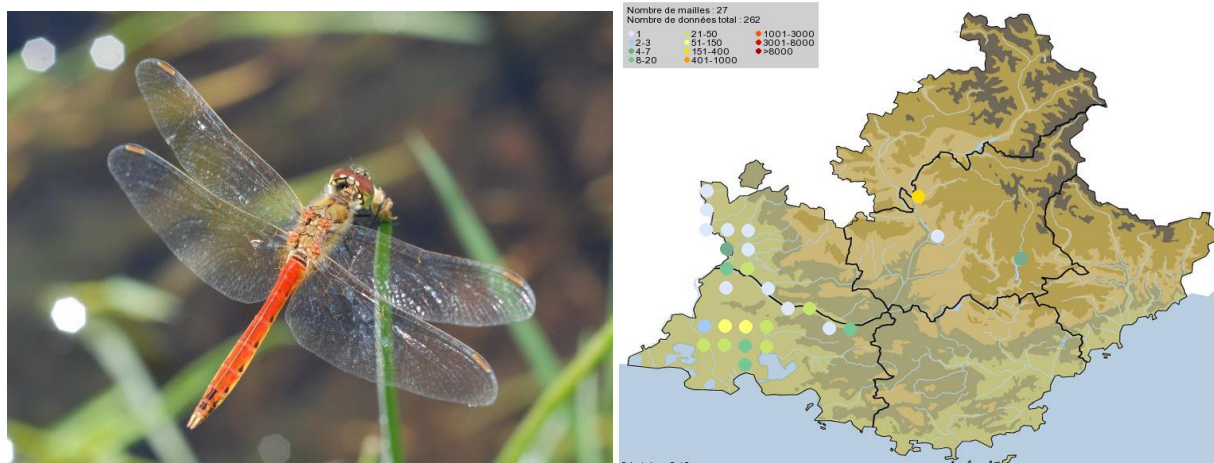 Nombre de mailles : 27
Nombre de données total : 262
1 21-50 1001-3000
2-3 51-150 3001-8000
4-7 151-400 >8000
8-20 401-1000